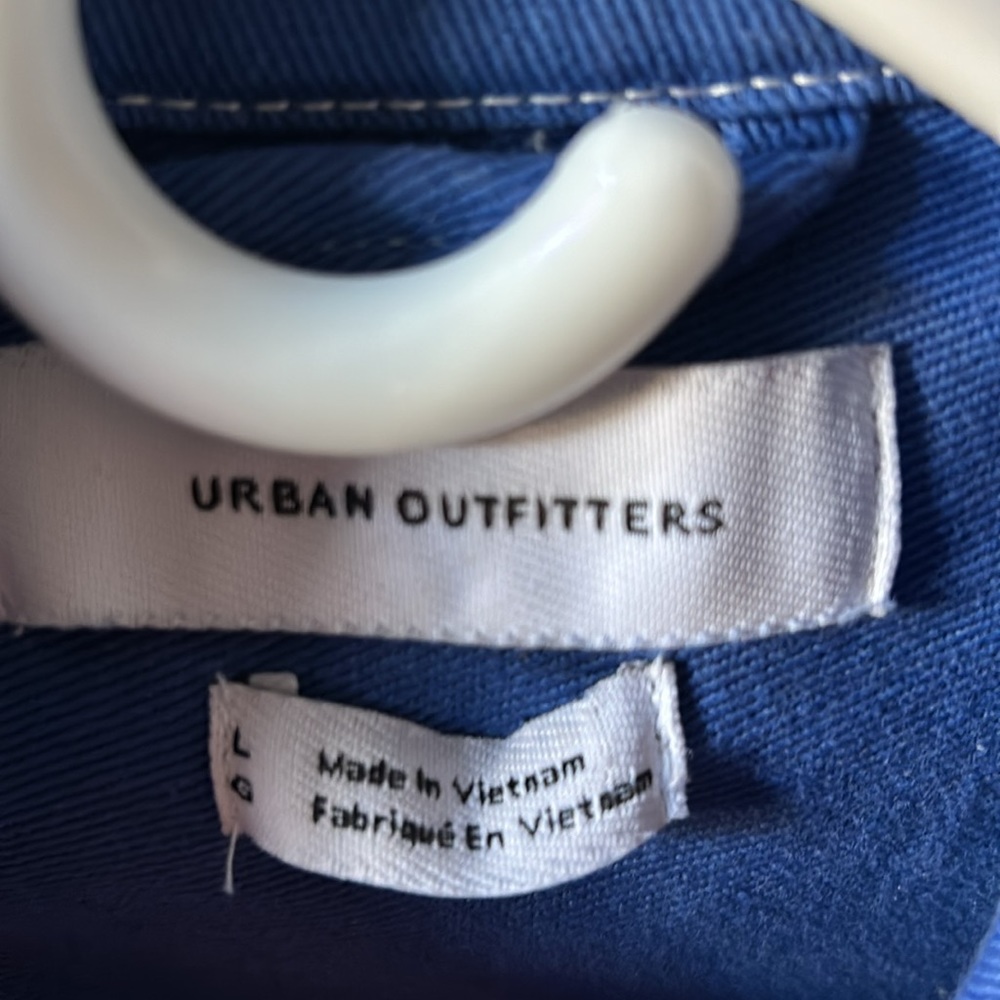 URBAN OUTFITTERS
L
G
Made In Vietnam
Fabriqué En Vietnam